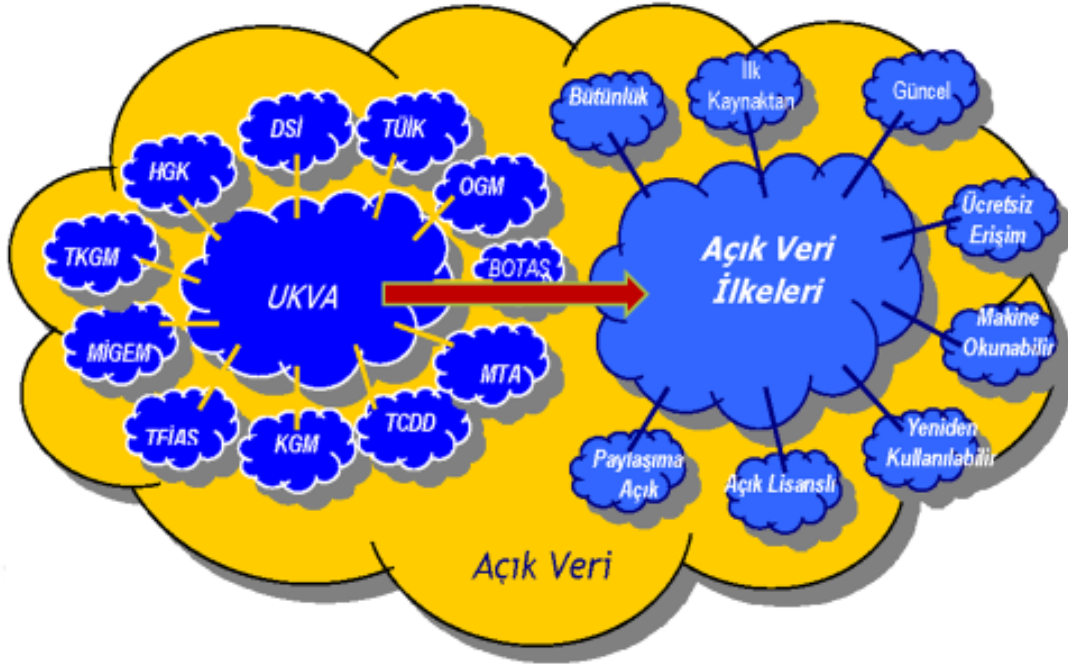 DSİ
TÜİK
HGK
OGM
TKGM
BOTAŞ
UKVA
MİGEM
MTA
TEİAS
KGM
TCDD
Bütünlük
İlk
Kaynaktan
Güncel
Ücretsiz
Erişim
Açık Veri
İlkeleri
Makine
Okunabilir
Yeniden
Kullanılabilir
Paylaşıma
Açık
Açık Lisanslı
Açık Veri